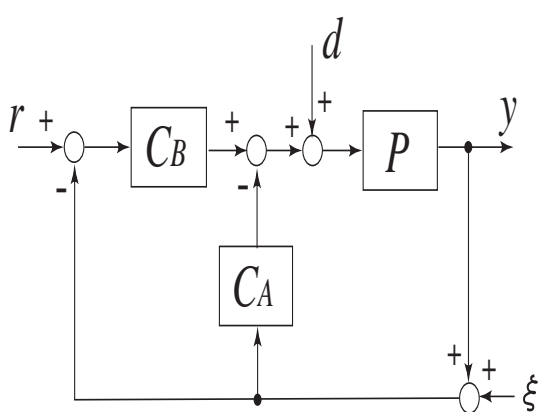 d
r + + + + y
C_B P
- -
C_A
+ +
ξ